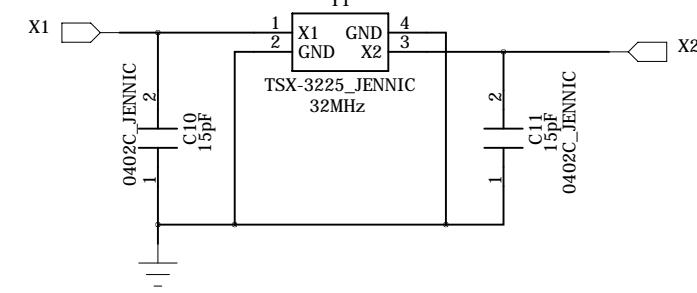 X1
1
X1
GND
4
2
GND
X2
3
X2
TSX-3225_JENNIC
32MHz
0402C_JENNIC
2
1
C10
15pF
2
1
C11
15pF
0402C_JENNIC